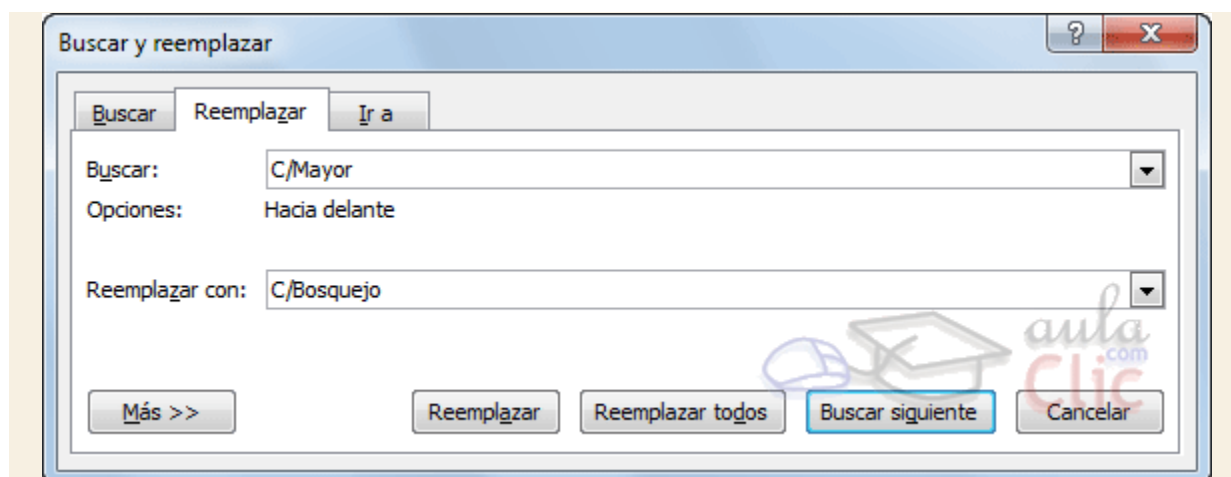 Buscar y reemplazar
Buscar Reemplazar Ir a
Buscar: C/Mayor
Opciones: Hacia delante
Reemplazar con: C/Bosquejo
aula
.com
Clic
Más >> Reemplazar Reemplazar todos Buscar siguiente Cancelar